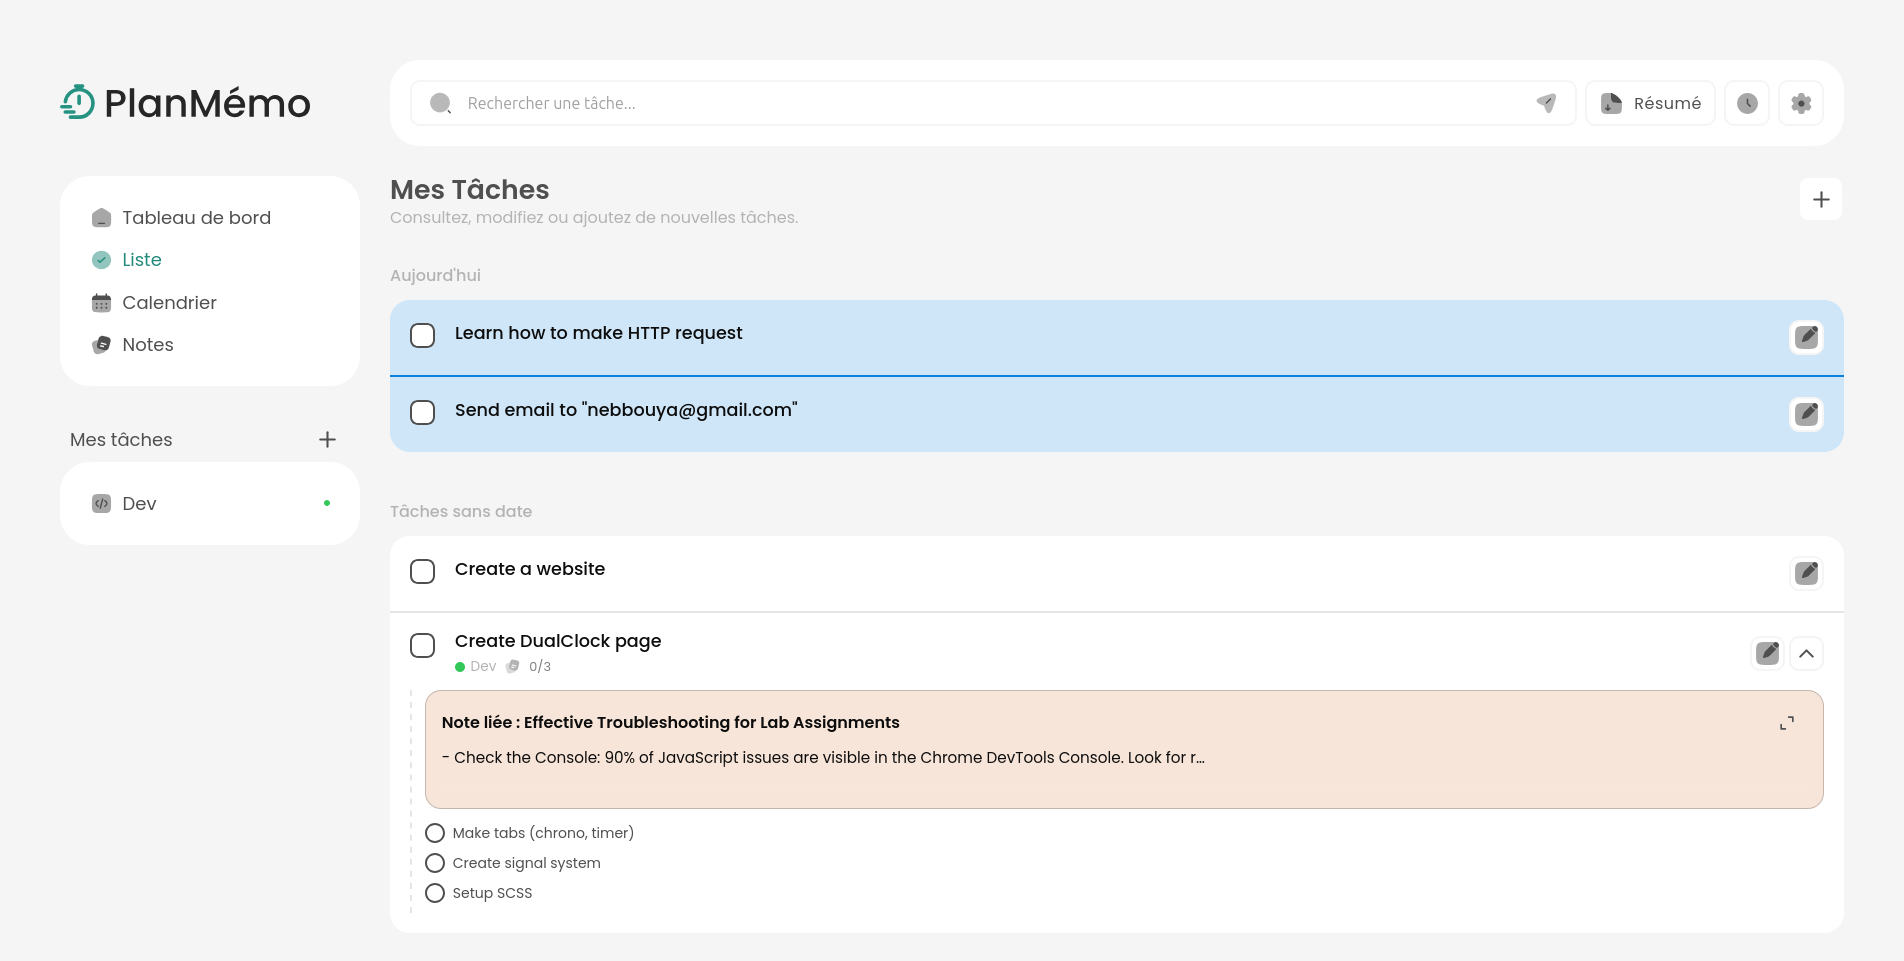 PlanMémo
Rechercher une tâche...
Résumé
Tableau de bord
Liste
Calendrier
Notes
Mes tâches
Dev
Mes Tâches
Consultez, modifiez ou ajoutez de nouvelles tâches.
Aujourd'hui
Learn how to make HTTP request
Send email to "nebbouya@gmail.com"
Tâches sans date
Create a website
Create DualClock page
Dev 0/3
Note liée : Effective Troubleshooting for Lab Assignments
- Check the Console: 90% of JavaScript issues are visible in the Chrome DevTools Console. Look for r...
Make tabs (chrono, timer)
Create signal system
Setup SCSS